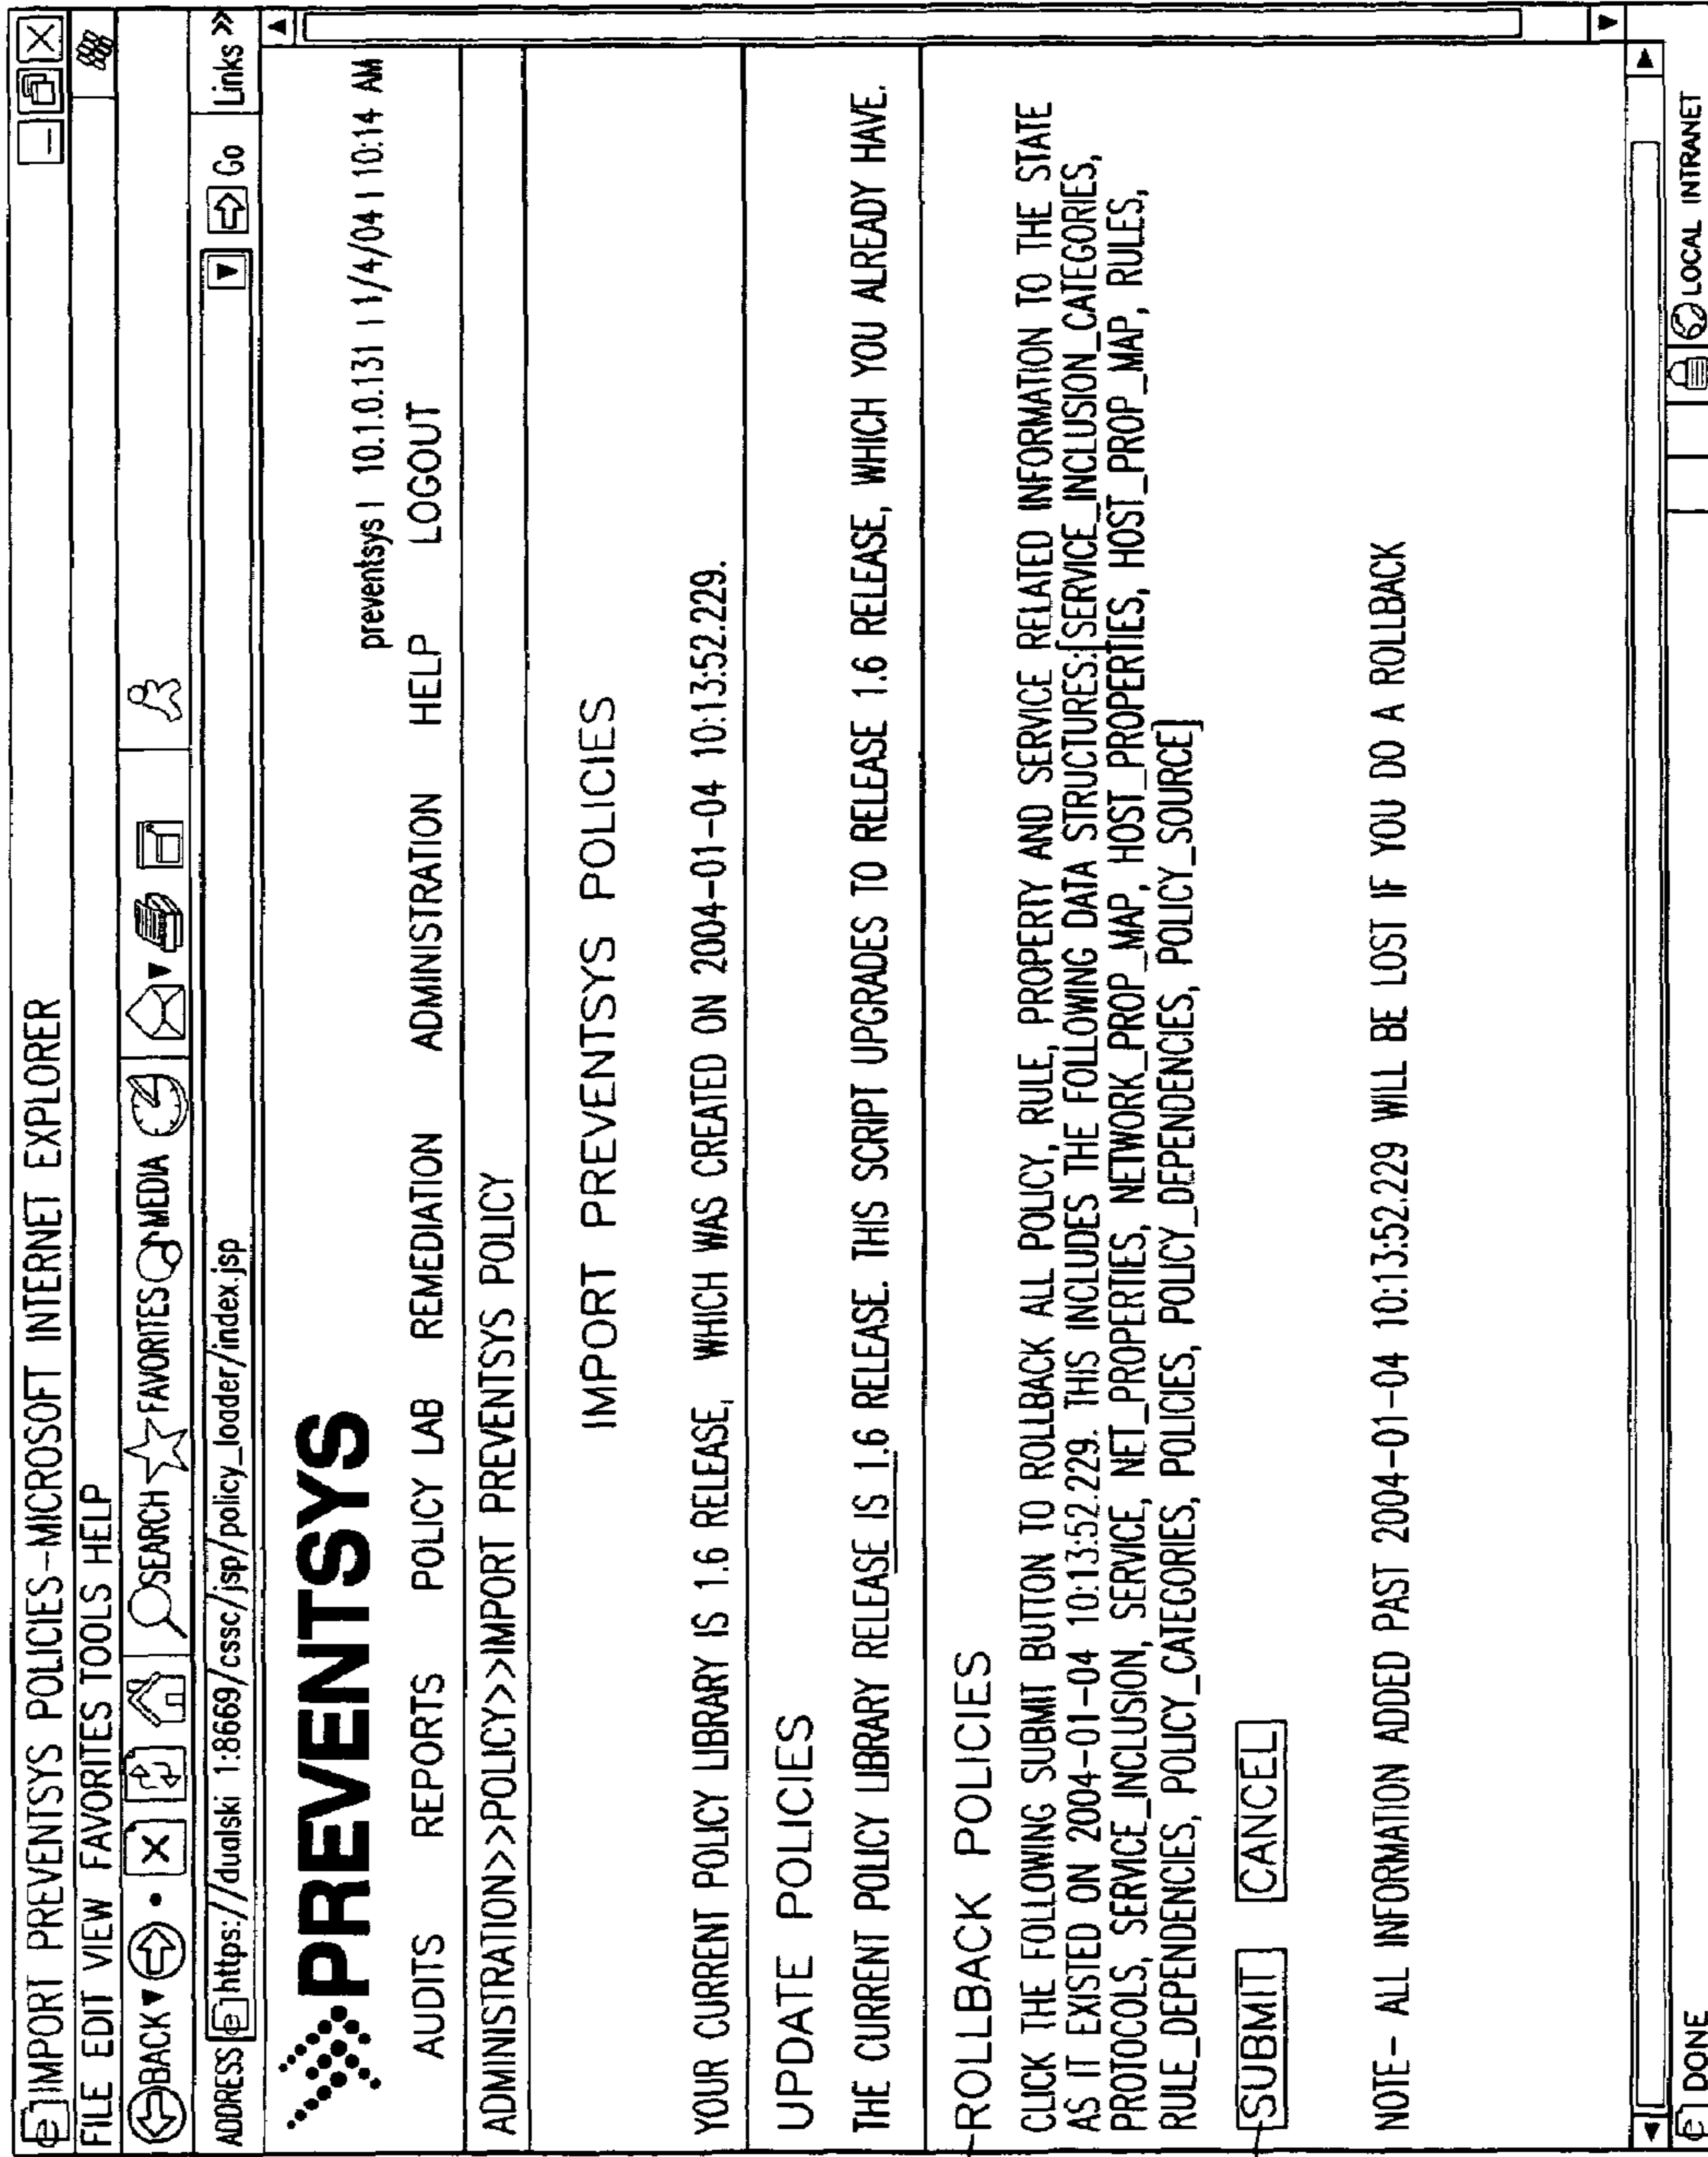 IMPORT PREVENTSYS POLICIES-MICROSOFT INTERNET EXPLORER
FILE EDIT VIEW FAVORITES TOOLS HELP
BACK SEARCH FAVORITES MEDIA
ADDRESS https://dualski 1:8669/cssc/jsp/policy_loader/index.jsp Go Links >>
PREVENTSYS
preventsys | 10.1.0.131 | 1/4/04 | 10:14 AM
AUDITS REPORTS POLICY LAB REMEDIATION ADMINISTRATION HELP LOGOUT
ADMINISTRATION>>POLICY>>IMPORT PREVENTSYS POLICY
IMPORT PREVENTSYS POLICIES
YOUR CURRENT POLICY LIBRARY IS 1.6 RELEASE, WHICH WAS CREATED ON 2004-01-04 10:13:52.229.
UPDATE POLICIES
THE CURRENT POLICY LIBRARY RELEASE IS 1.6 RELEASE. THIS SCRIPT UPGRADES TO RELEASE 1.6 RELEASE, WHICH YOU ALREADY HAVE.
ROLLBACK POLICIES
CLICK THE FOLLOWING SUBMIT BUTTON TO ROLLBACK ALL POLICY, RULE, PROPERTY AND SERVICE RELATED INFORMATION TO THE STATE
AS IT EXISTED ON 2004-01-04 10:13:52.229. THIS INCLUDES THE FOLLOWING DATA STRUCTURES:[SERVICE_INCLUSION_CATEGORIES,
PROTOCOLS, SERVICE_INCLUSION, SERVICE, NET_PROPERTIES, NETWORK_PROP_MAP, HOST_PROPERTIES, HOST_PROP_MAP, RULES,
RULE_DEPENDENCIES, POLICY_CATEGORIES, POLICIES, POLICY_DEPENDENCIES, POLICY_SOURCE]
SUBMIT CANCEL
NOTE- ALL INFORMATION ADDED PAST 2004-01-04 10:13:52.229 WILL BE LOST IF YOU DO A ROLLBACK
DONE LOCAL INTRANET